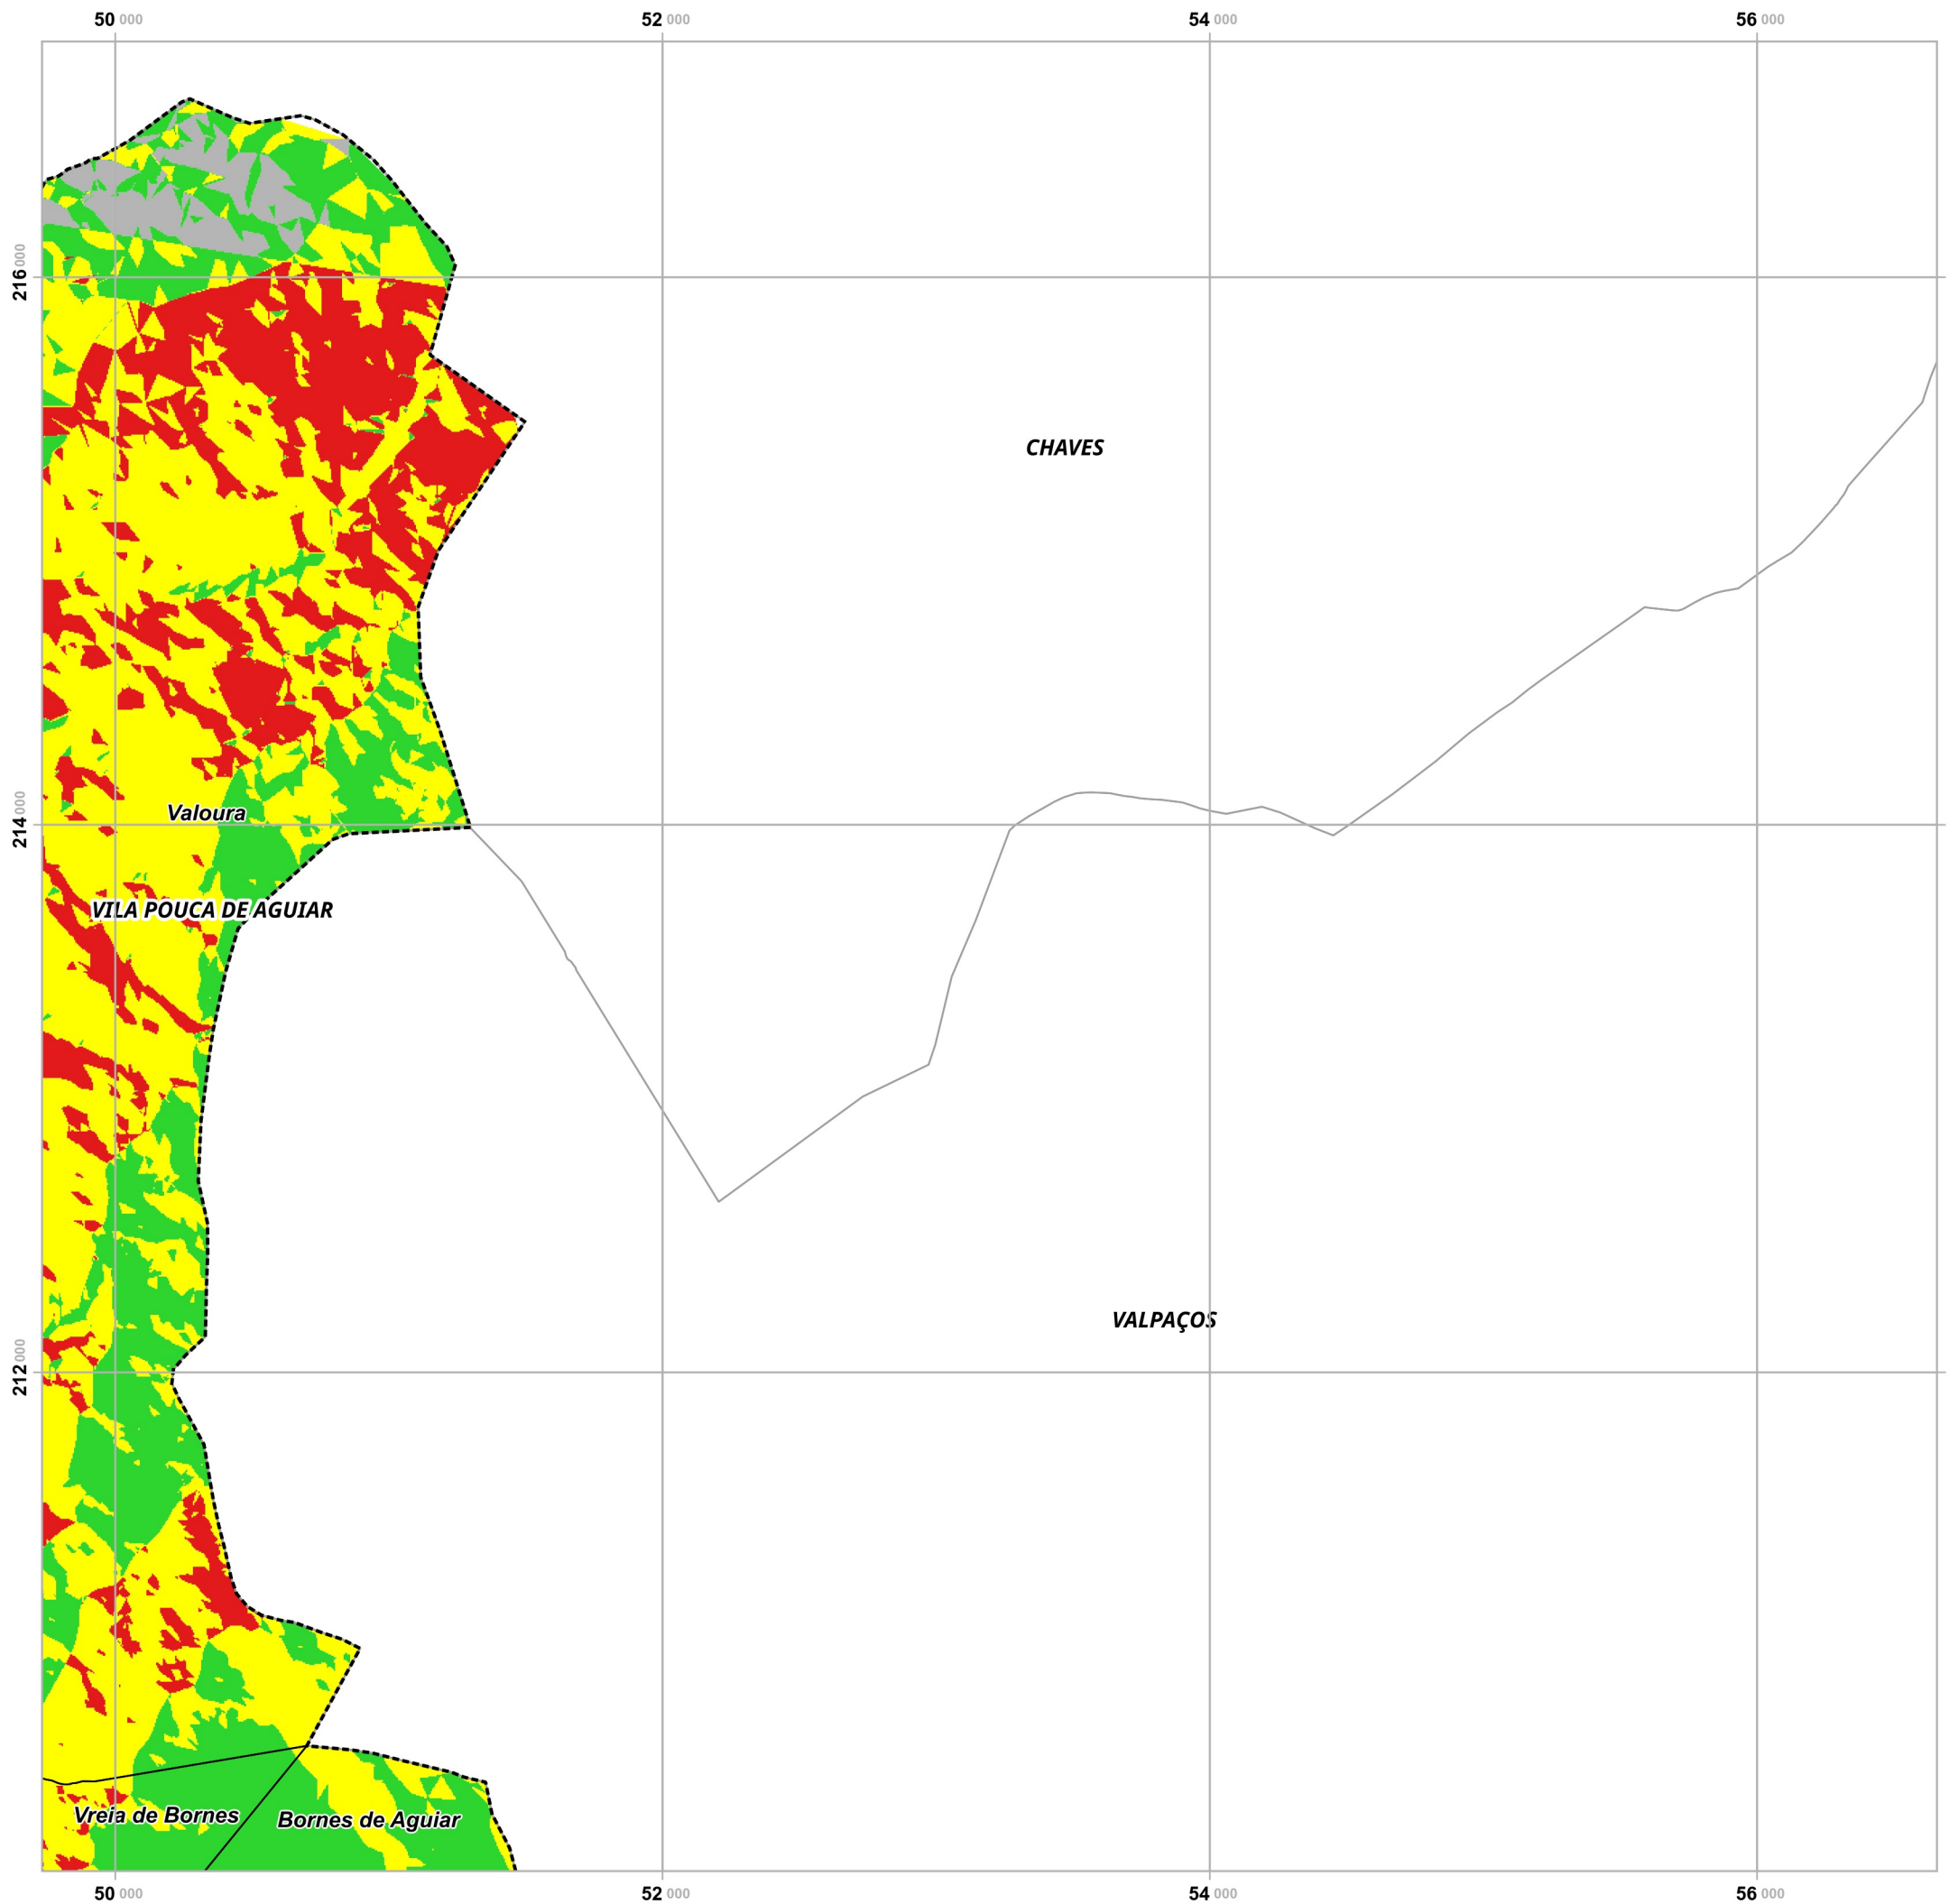 50 000
52 000
54 000
56 000
216 000
CHAVES
214 000
Valoura
VILA POUCA DE AGUIAR
VALPAÇOS
212 000
Vreia de Bornes
Bornes de Aguiar
50 000
52 000
54 000
56 000